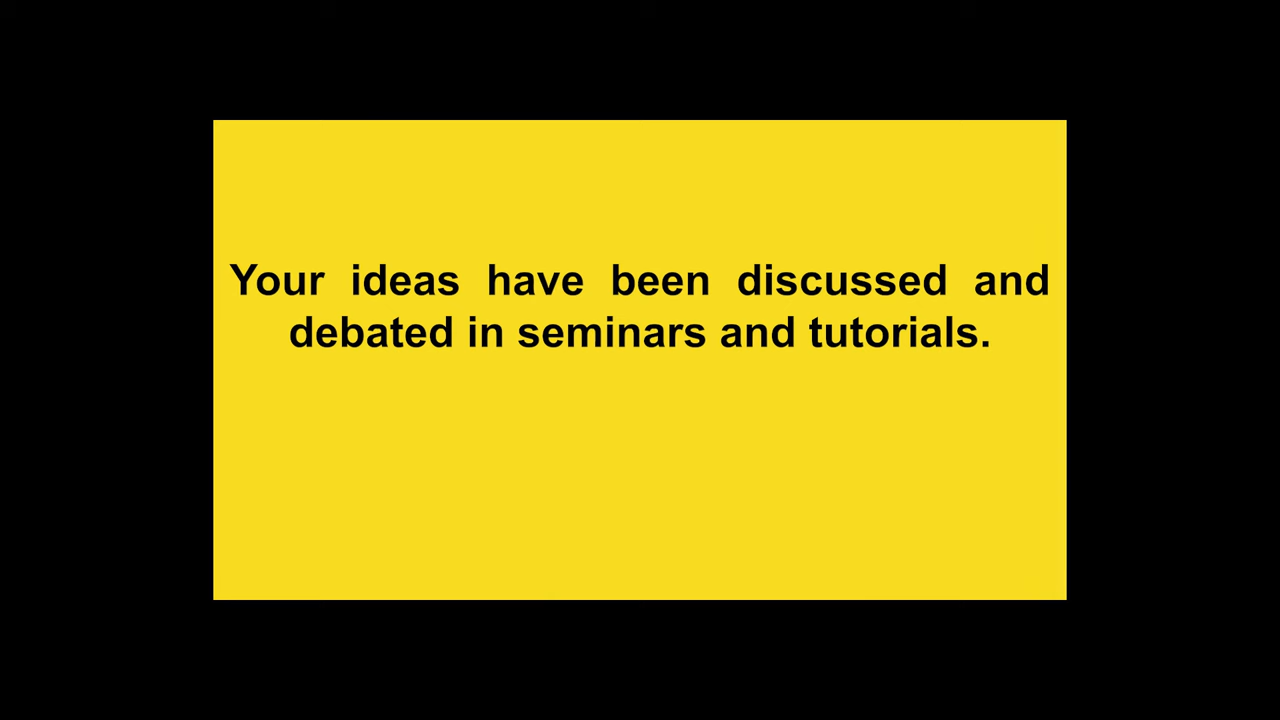 Your ideas have been discussed and
debated in seminars and tutorials.